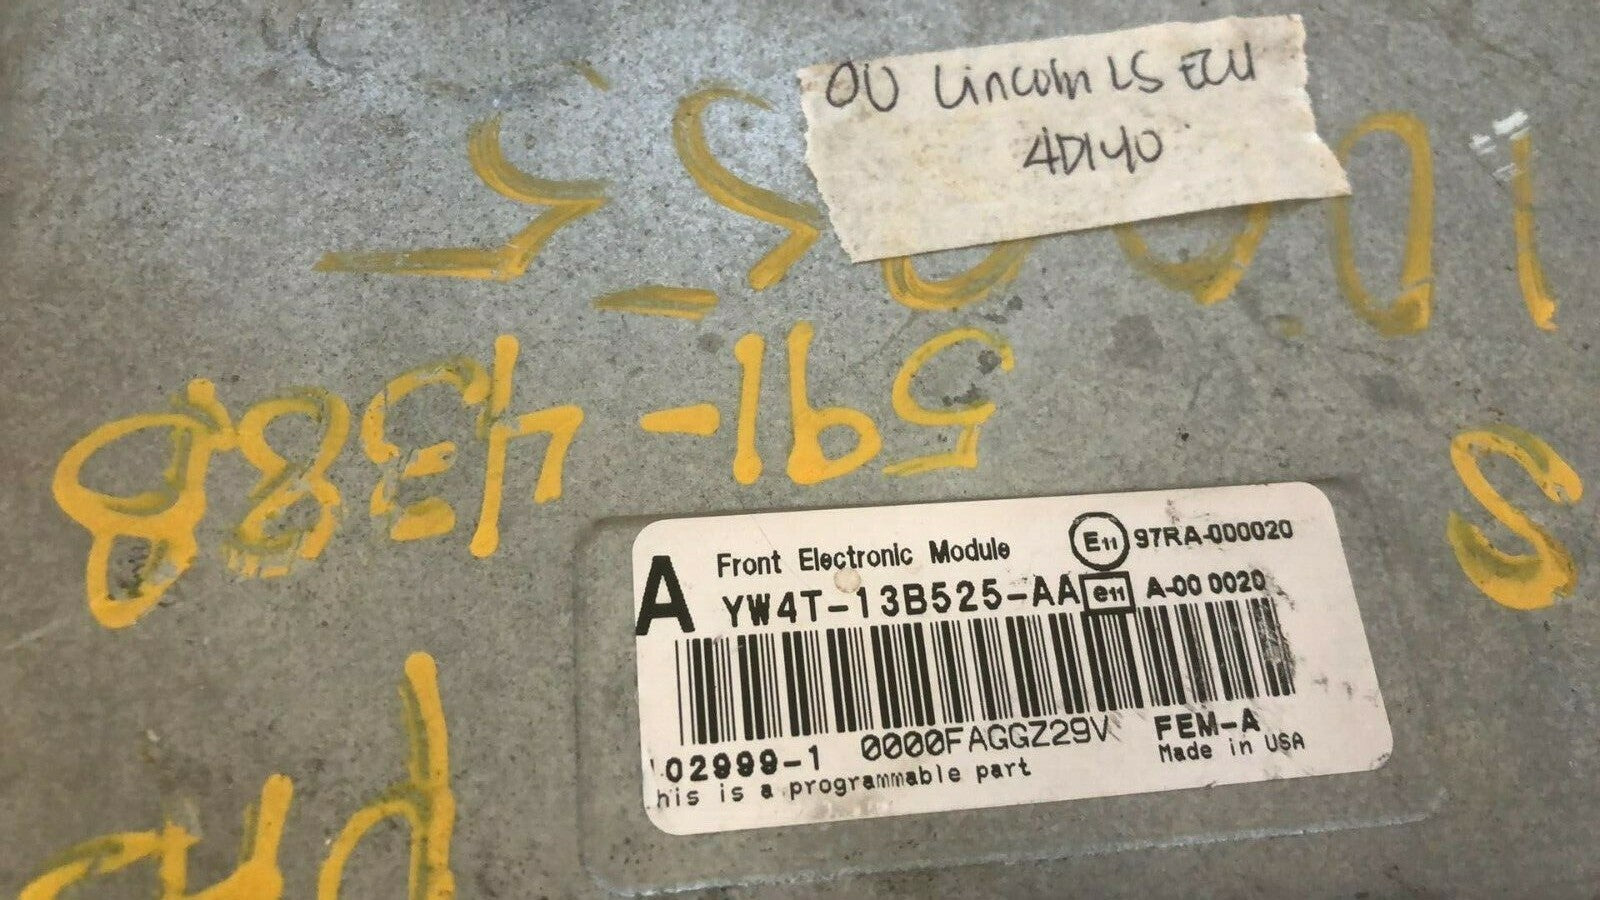 00 Lincoln LS ECU
4D140
591-4388
S
A
Front Electronic Module
E11 97RA-000020
YW4T-13B525-AA e11 A-00 0020
02999-1 0000FAGGZ29V FEM-A
his is a programmable part Made in USA